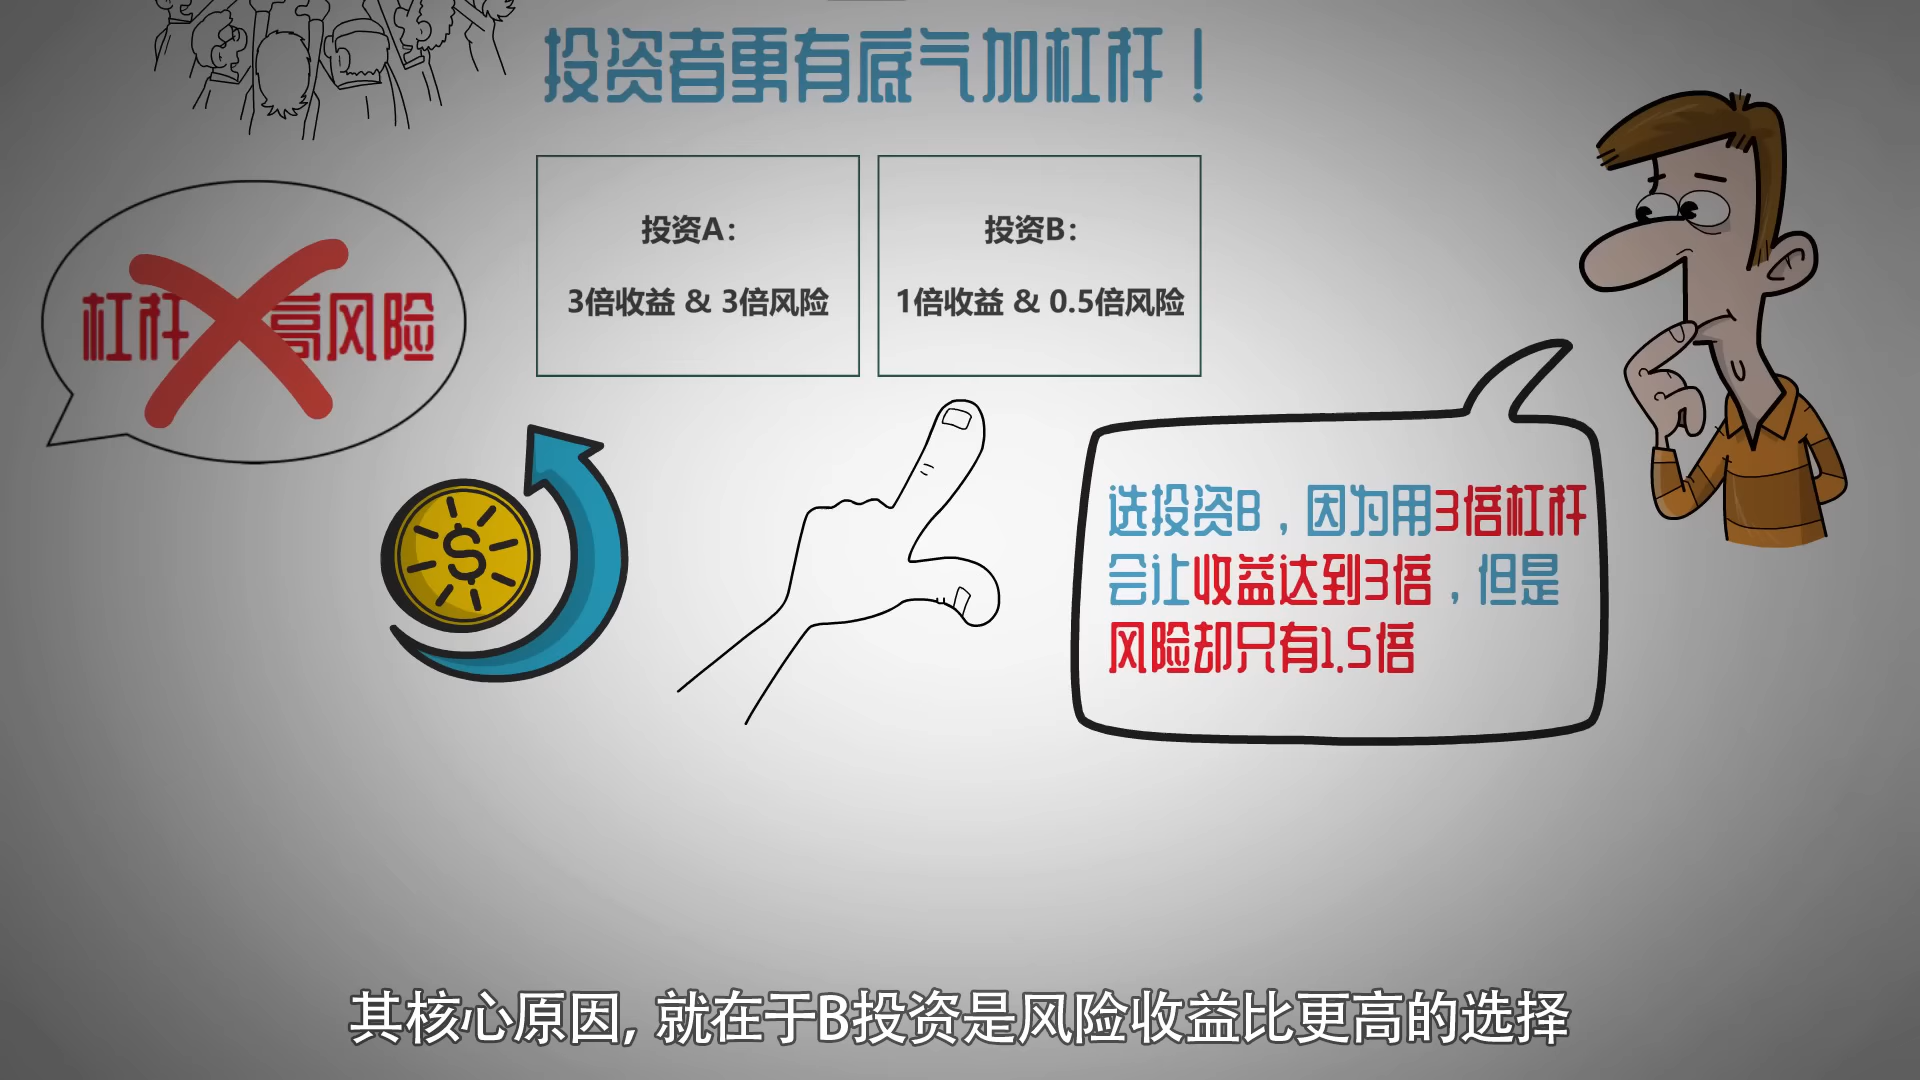 投资者更有底气加杠杆！
投资A：
3倍收益 & 3倍风险
投资B：
1倍收益 & 0.5倍风险
杠杆 高风险
选投资B，因为用3倍杠杆
会让收益达到3倍，但是
风险却只有1.5倍
其核心原因, 就在于B投资是风险收益比更高的选择